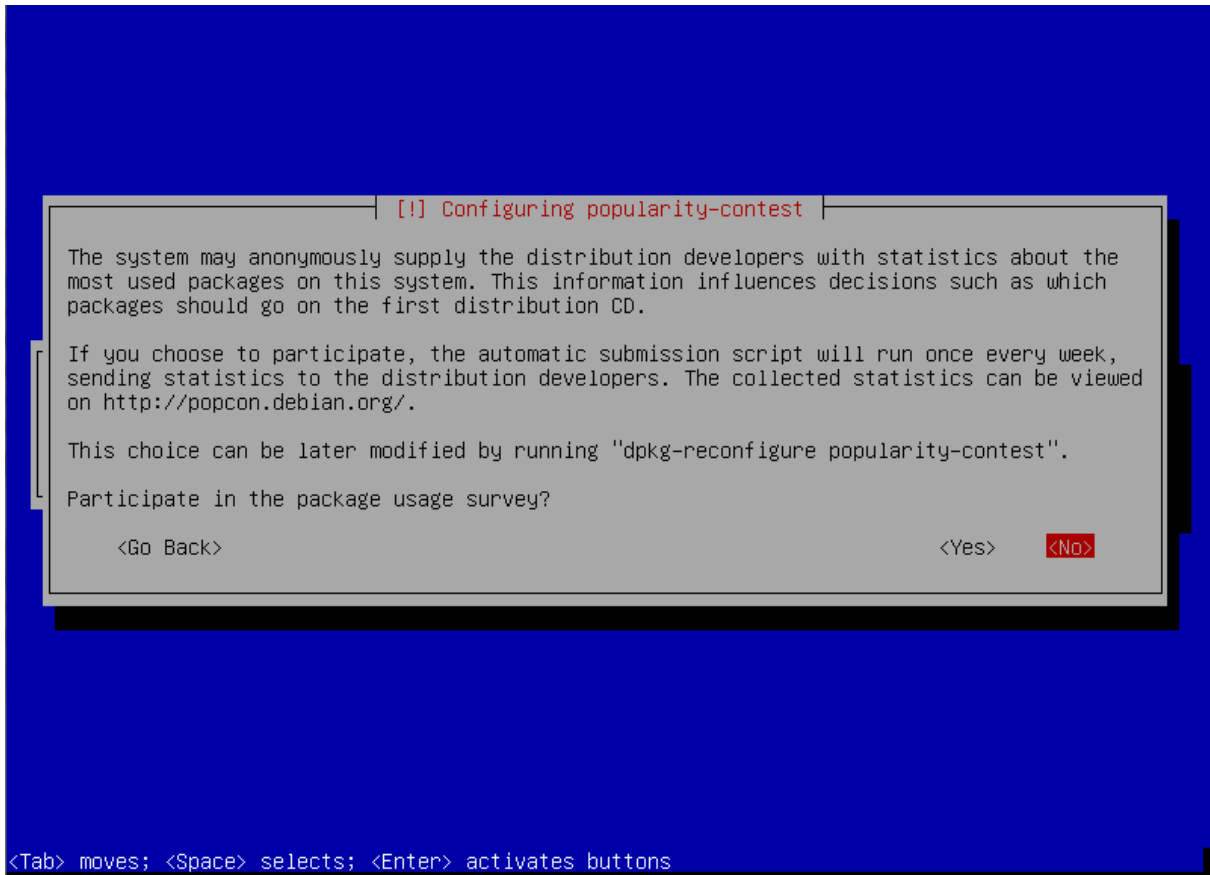 [!] Configuring popularity-contest
The system may anonymously supply the distribution developers with statistics about the
most used packages on this system. This information influences decisions such as which
packages should go on the first distribution CD.
If you choose to participate, the automatic submission script will run once every week,
sending statistics to the distribution developers. The collected statistics can be viewed
on http://popcon.debian.org/.
This choice can be later modified by running "dpkg-reconfigure popularity-contest".
Participate in the package usage survey?
<Go Back> <Yes> <No>
<Tab> moves; <Space> selects; <Enter> activates buttons